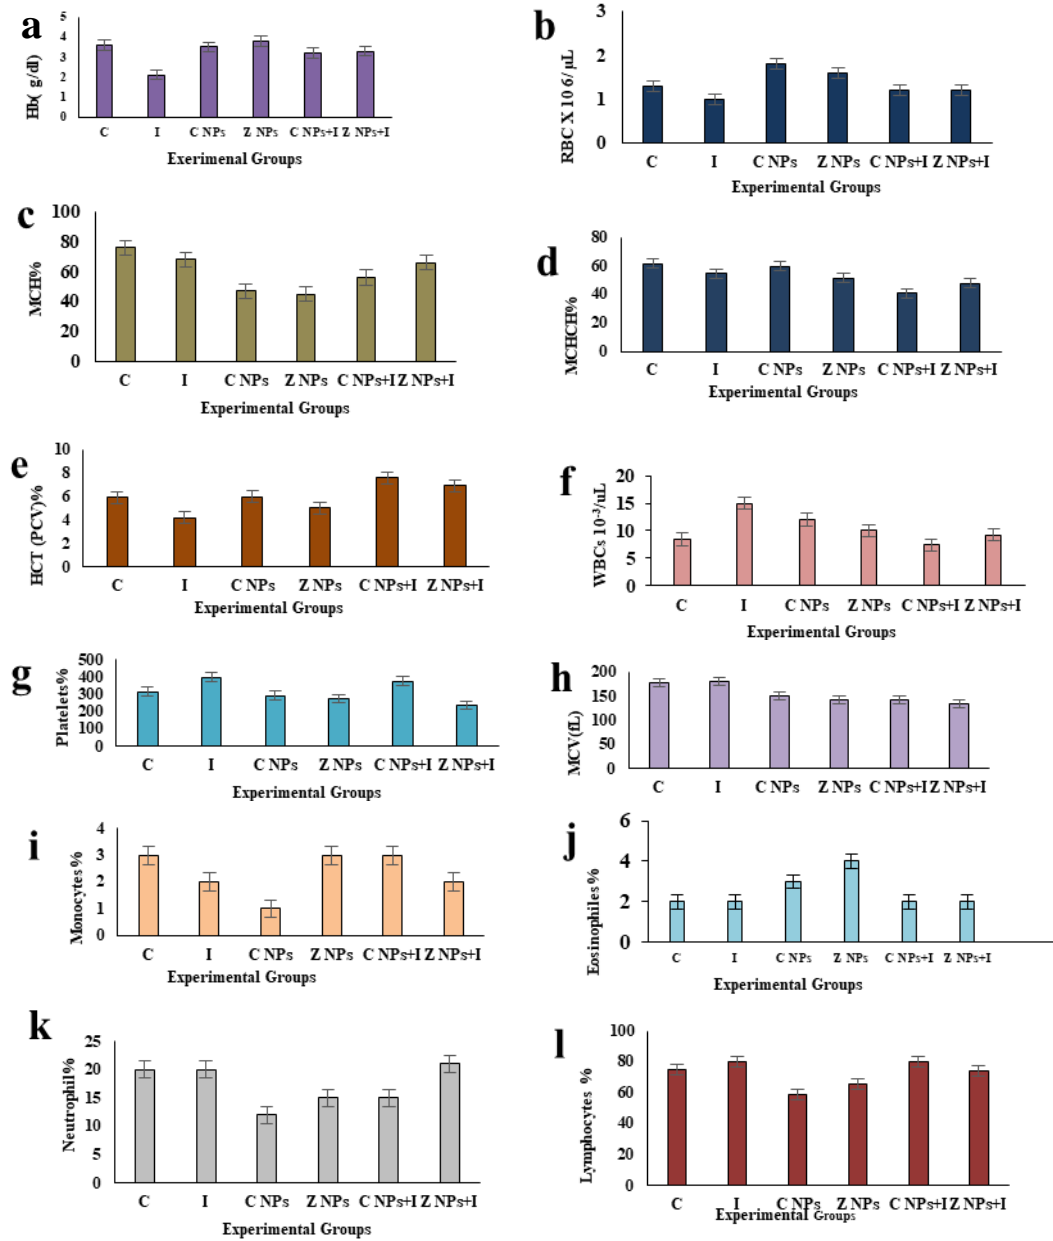 a
5
4
3
2
1
0
Hb( g/dl)
C I C NPs Z NPs C NPs+I Z NPs+I
Exerimenal Groups
b
3
2
1
0
RBC X 10 6/ µL
C I C NPs Z NPs C NPs+I Z NPs+I
Experimental Groups
c
100
80
60
40
20
0
MCH%
C I C NPs Z NPs C NPs+I Z NPs+I
Experimental Groups
d
80
60
40
20
0
MCHCH%
C I C NPs Z NPs C NPs+I Z NPs+I
Experimental Groups
e
10
8
6
4
2
0
HCT (PCV)%
C I C NPs Z NPs C NPs+I Z NPs+I
Experimental Groups
f
20
15
10
5
0
WBCs 10⁻³/uL
C I C NPs Z NPs C NPs+I Z NPs+I
Experimental Groups
g
500
400
300
200
100
0
Platelets%
C I C NPs Z NPs C NPs+I Z NPs+I
Experimental Groups
h
200
150
100
50
0
MCV(fL)
C I C NPs Z NPs C NPs+I Z NPs+I
i
4
3
2
1
0
Monocytes%
C I C NPs Z NPs C NPs+I Z NPs+I
Experimental Groups
j
6
4
2
0
Eosinophiles%
C I C NPs Z NPs C NPs+I Z NPs+I
Experimental Groups
k
25
20
15
10
5
0
Neutrophil%
C I C NPs Z NPs C NPs+I Z NPs+I
Experimental Groups
l
100
80
60
40
20
0
Lymphocytes %
C I C NPs Z NPs C NPs+I Z NPs+I
Experimental Groups